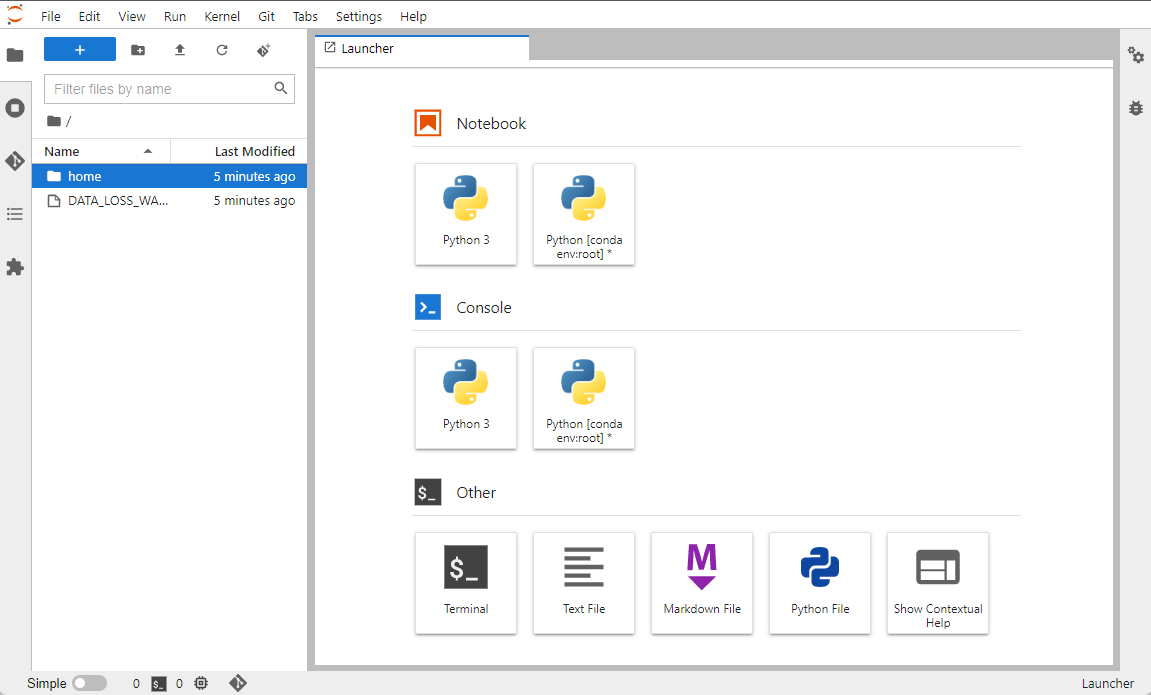 File Edit View Run Kernel Git Tabs Settings Help
+
Launcher
Filter files by name
/
Name Last Modified
home 5 minutes ago
DATA_LOSS_WA... 5 minutes ago
Notebook
Python 3
Python [conda
env:root] *
Console
Python 3
Python [conda
env:root] *
$_ Other
$_
M
Terminal
Text File
Markdown File
Python File
Show Contextual
Help
Simple 0 $_ 0 Launcher